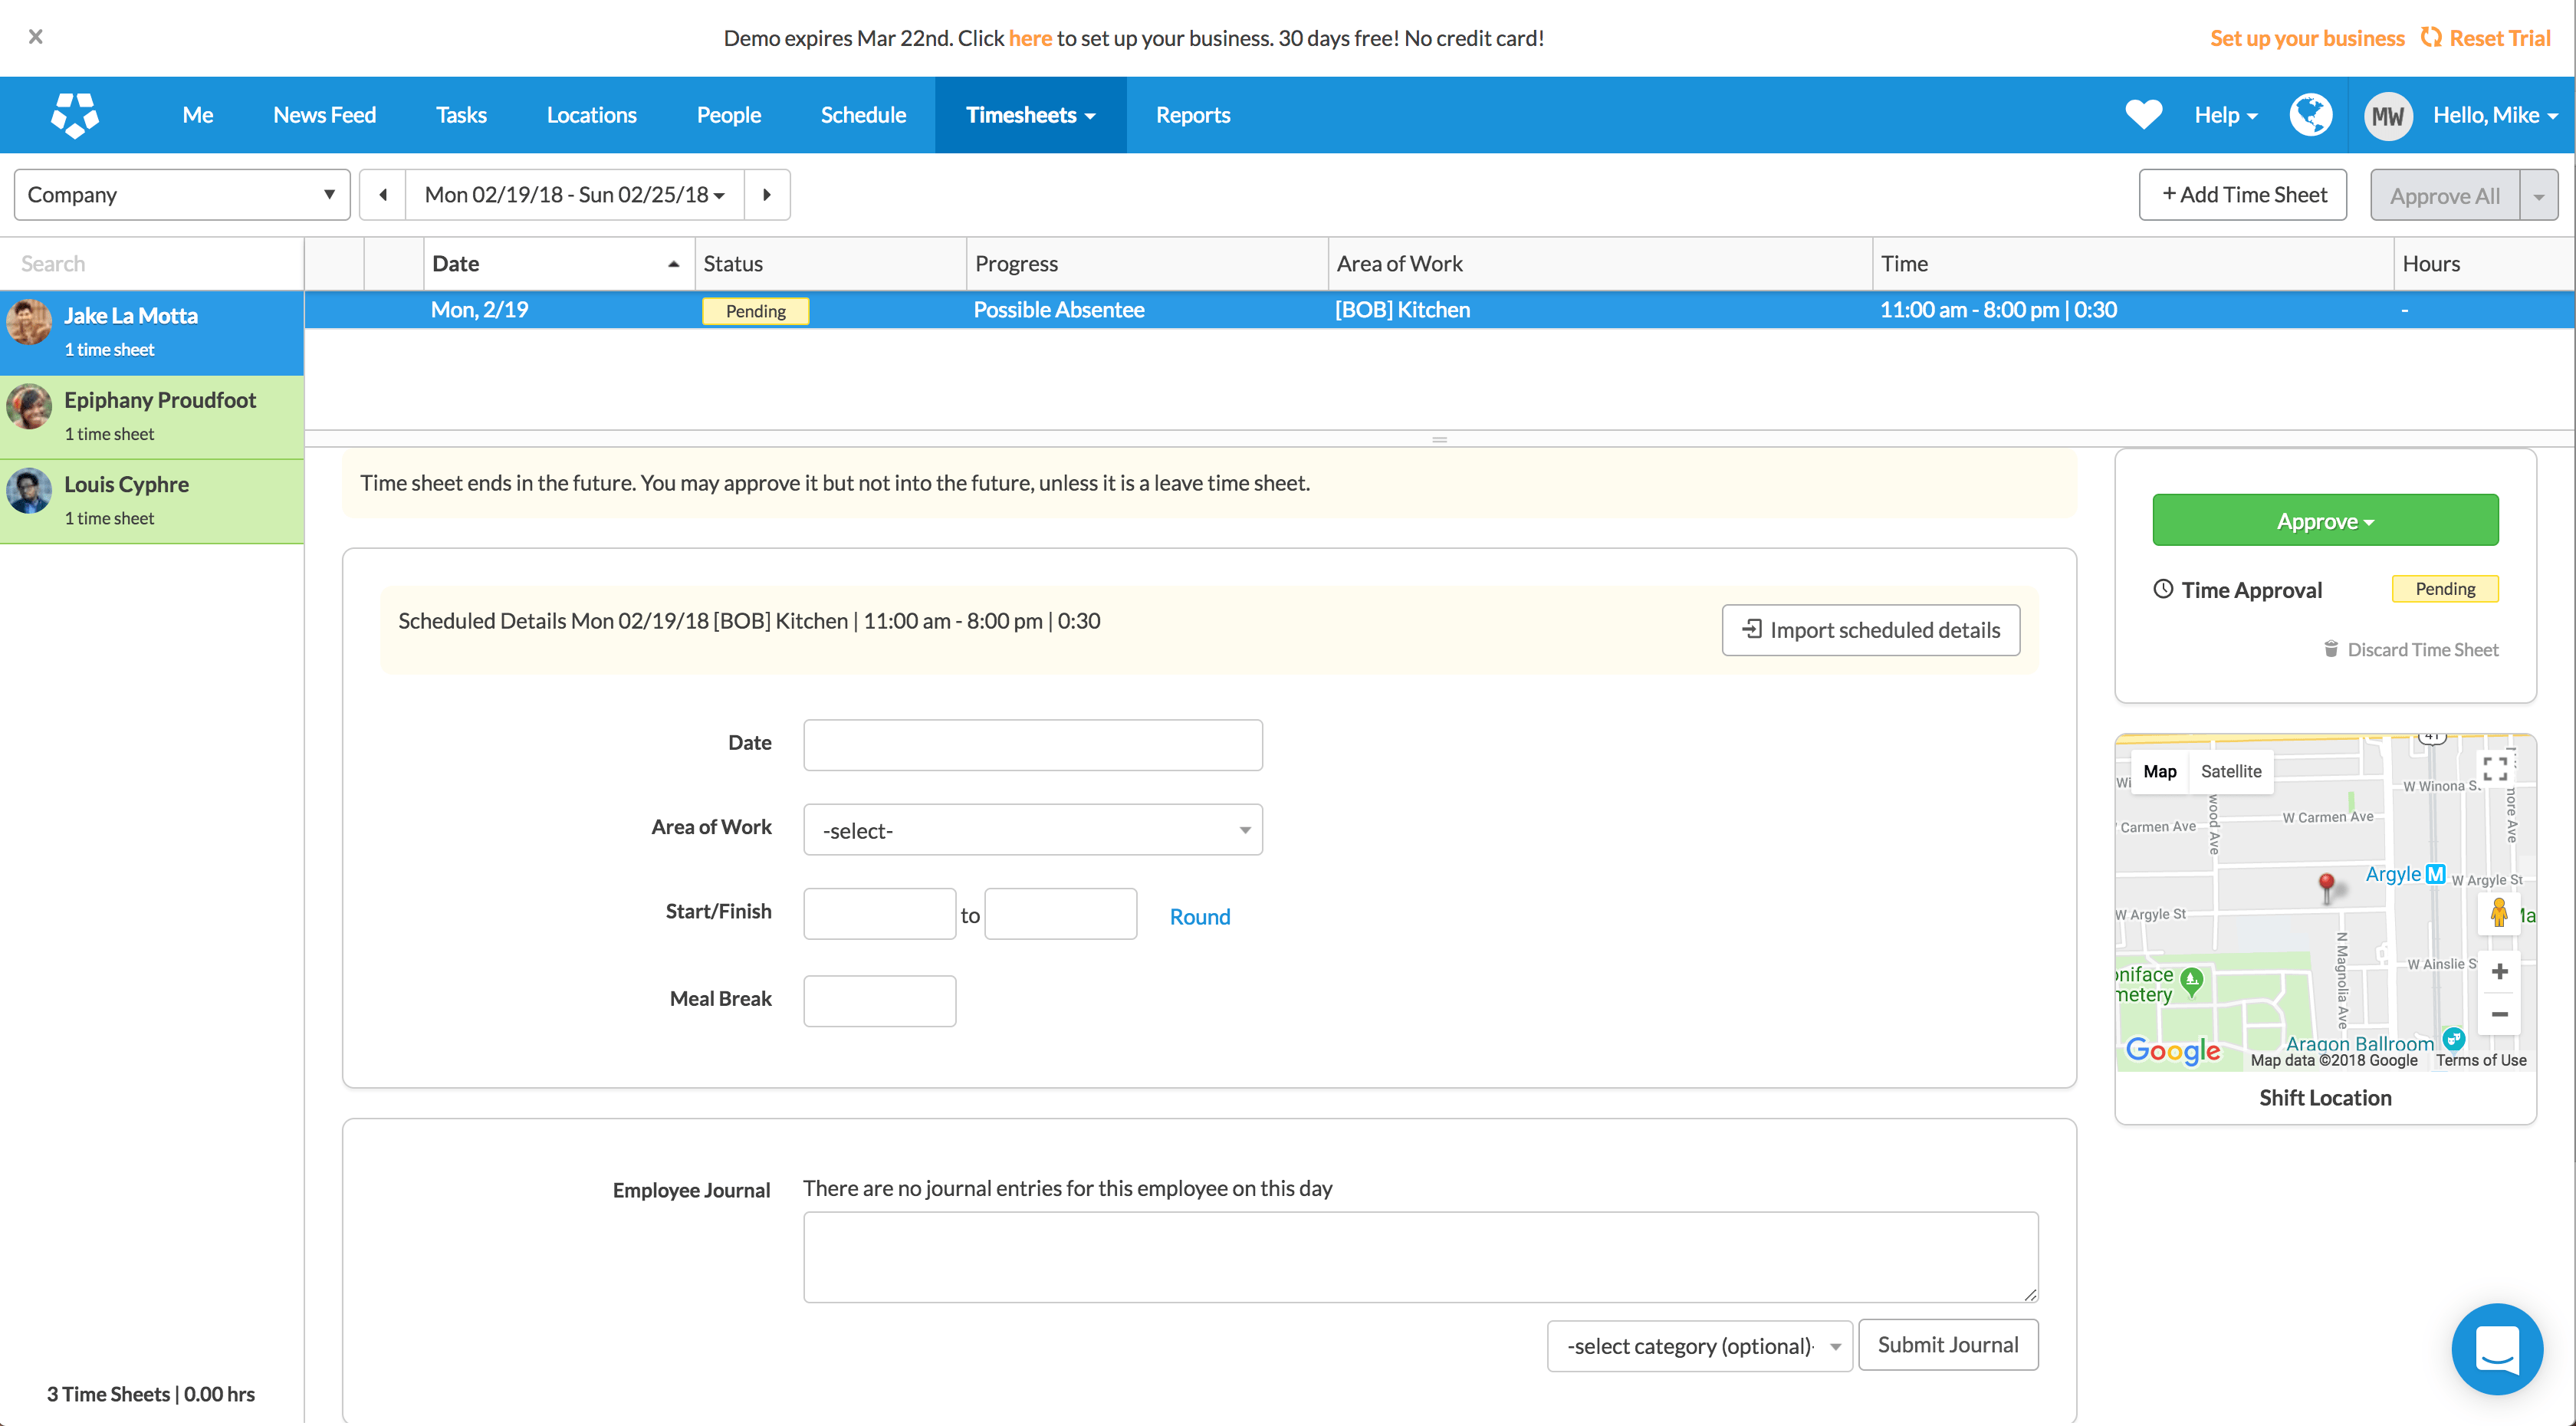 Demo expires Mar 22nd. Click here to set up your business. 30 days free! No credit card!
Set up your business Reset Trial
Me News Feed Tasks Locations People Schedule Timesheets Reports
Help MW Hello, Mike
Company Mon 02/19/18 - Sun 02/25/18 + Add Time Sheet Approve All
Search Date Status Progress Area of Work Time Hours
Jake La Motta
1 time sheet
Mon, 2/19 Pending Possible Absentee [BOB] Kitchen 11:00 am - 8:00 pm | 0:30 -
Epiphany Proudfoot
1 time sheet
Louis Cyphre
1 time sheet
Time sheet ends in the future. You may approve it but not into the future, unless it is a leave time sheet.
Approve
Time Approval Pending
Discard Time Sheet
Scheduled Details Mon 02/19/18 [BOB] Kitchen | 11:00 am - 8:00 pm | 0:30
Import scheduled details
Date
Area of Work -select-
Start/Finish to Round
Meal Break
Map Satellite
41
W Winona S
W Carmen Ave
Carmen Ave
wood Ave
more Ave
Argyle M
W Argyle St
W Argyle St
N Magnolia Ave
W Ainslie S
oniface
metery
Aragon Ballroom
Google
Map data ©2018 Google Terms of Use
Shift Location
Employee Journal There are no journal entries for this employee on this day
-select category (optional)- Submit Journal
3 Time Sheets | 0.00 hrs